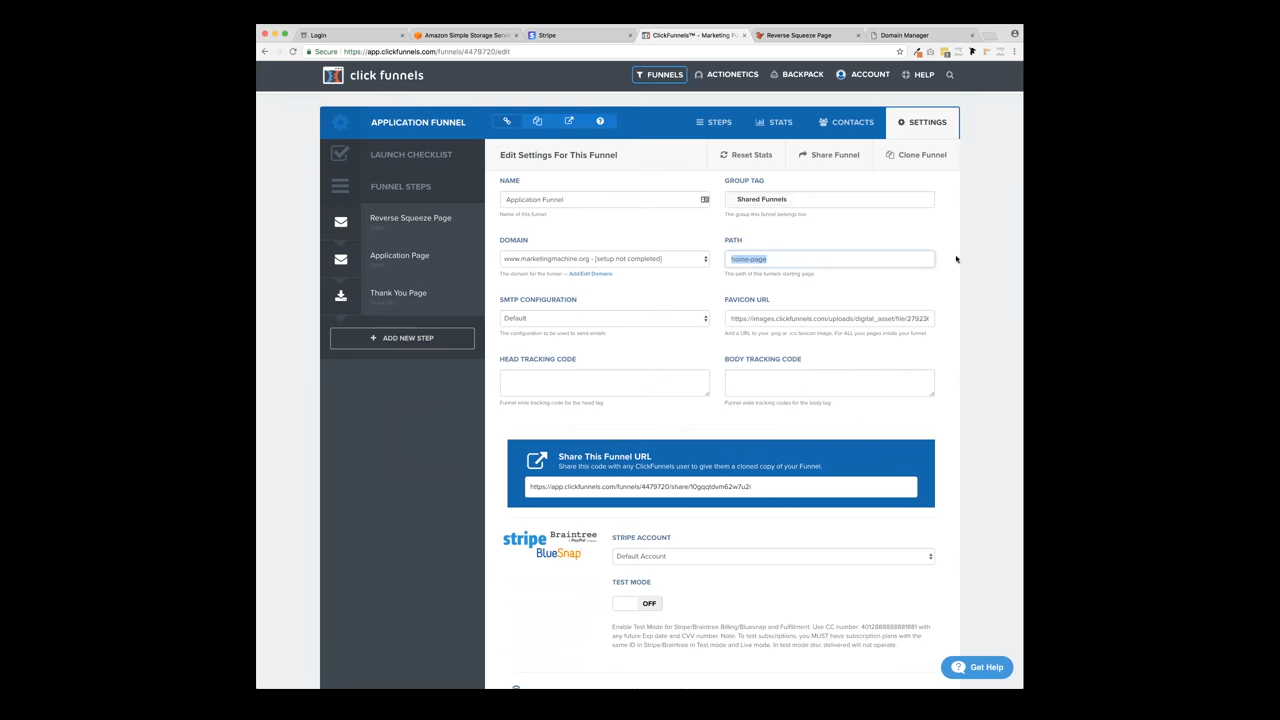 Login
Amazon Simple Storage Servi
Stripe
ClickFunnels™ - Marketing Fu
Reverse Squeeze Page
Domain Manager
Secure https://app.clickfunnels.com/funnels/4479720/edit
click funnels
FUNNELS
ACTIONETICS
BACKPACK
ACCOUNT
HELP
APPLICATION FUNNEL
STEPS
STATS
CONTACTS
SETTINGS
LAUNCH CHECKLIST
FUNNEL STEPS
Reverse Squeeze Page
Application Page
Thank You Page
ADD NEW STEP
Edit Settings For This Funnel
Reset Stats
Share Funnel
Clone Funnel
NAME
GROUP TAG
Application Funnel
Shared Funnels
Name of this funnel
The group this funnel belongs too
DOMAIN
PATH
www.marketingmachine.org - [setup not completed]
home-page
The domain for the funnel — Add/Edit Domains
The path of this funnels starting page
SMTP CONFIGURATION
FAVICON URL
Default
https://images.clickfunnels.com/uploads/digital_asset/file/27923
The configuration to be used to send emails
Add a URL to your .png or .ico favicon image. For ALL your pages inside your funnel
HEAD TRACKING CODE
BODY TRACKING CODE
Funnel wide tracking code for the head tag
Funnel wide tracking codes for the body tag
Share This Funnel URL
Share this code with any ClickFunnels user to give them a cloned copy of your Funnel.
https://app.clickfunnels.com/funnels/4479720/share/10gqqtdvm62w7u2i
stripe
Braintree
BlueSnap
STRIPE ACCOUNT
Default Account
TEST MODE
OFF
Enable Test Mode for Stripe/Braintree Billing/Bluesnap and Fulfillment. Use CC number: 4012888888881881 with
any future Exp date and CVV number. Note: To test subscriptions, you MUST have subscription plans with the
same ID in Stripe/Braintree in Test mode and Live mode. In test mode disc delivered will not operate.
Get Help